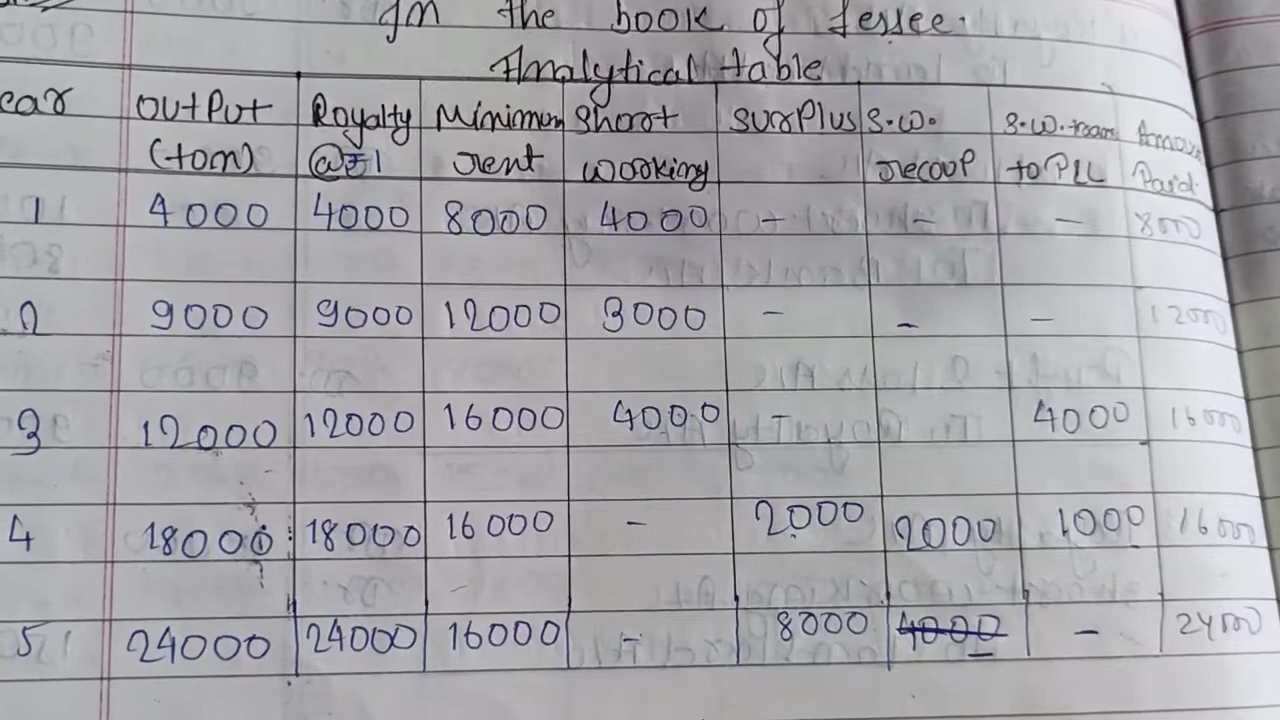 In the book of lessee.
Analytical table
ear output (ton) Royalty @₹1 Minimum rent Short working Surplus S.W. recoup S.W. tran to P/L Amou Paid
1 4000 4000 8000 4000 - - - 8000
2 9000 9000 12000 3000 - - - 12000
3 12000 12000 16000 4000 4000 16000
4 18000 18000 16000 - 2000 2000 1000 16000
5 24000 24000 16000 - 8000 4000 - 24000